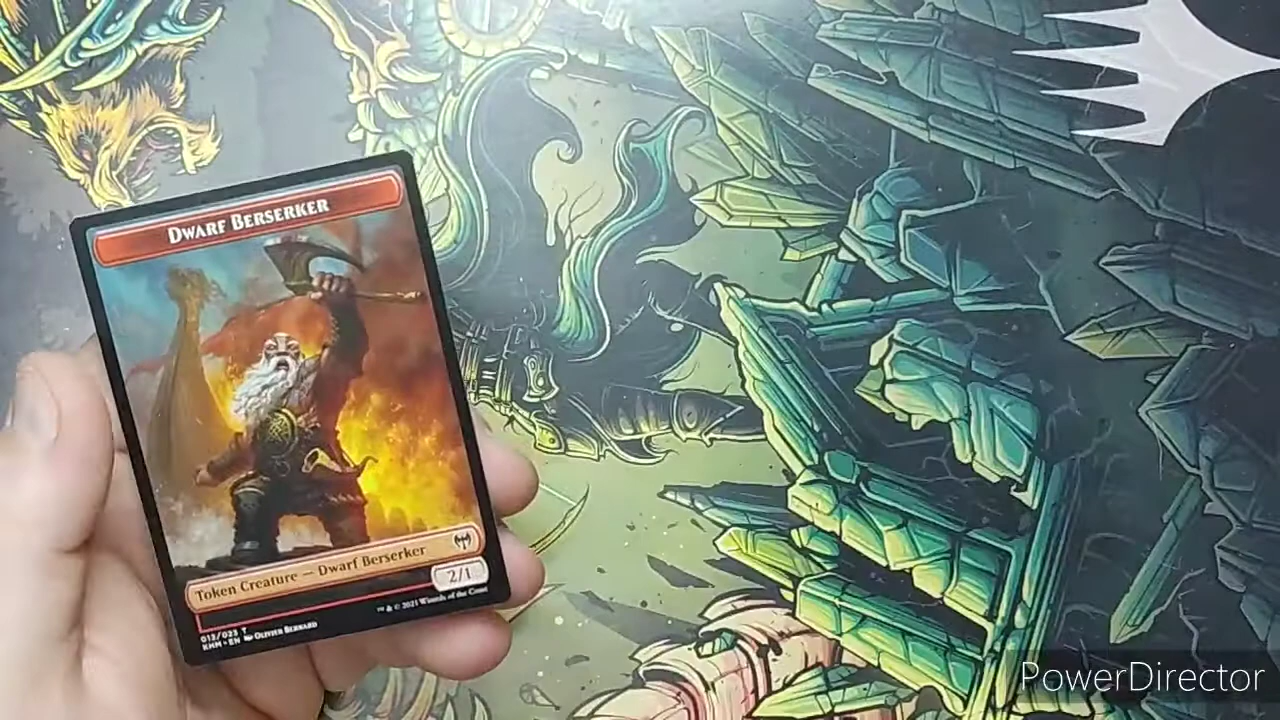 DWARF BERSERKER
Token Creature — Dwarf Berserker
2/1
013/023 T
KHM • EN OLIVIER BERNARD
™ & © 2021 Wizards of the Coast
PowerDirector